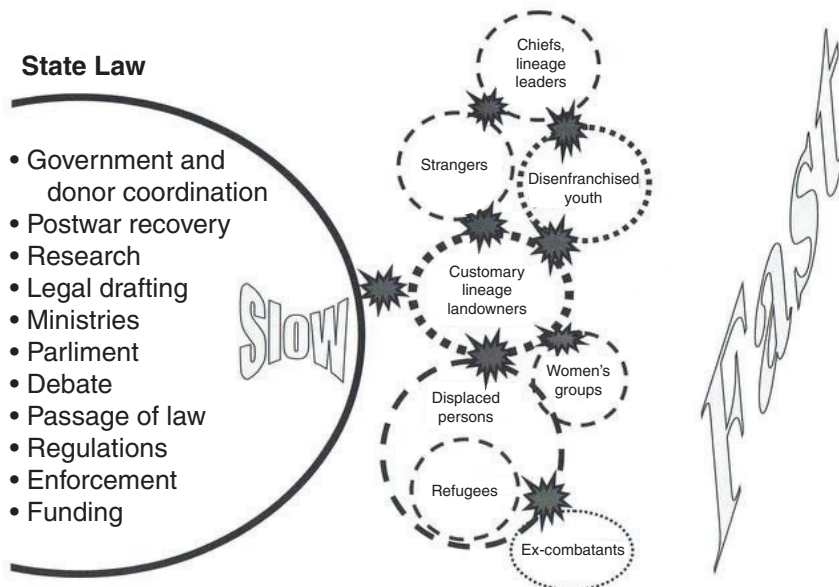 State Law
• Government and
donor coordination
• Postwar recovery
• Research
• Legal drafting
• Ministries
• Parliment
• Debate
• Passage of law
• Regulations
• Enforcement
• Funding
Slow
Chiefs,
lineage
leaders
Strangers
Disenfranchised
youth
Customary
lineage
landowners
Women's
groups
Displaced
persons
Refugees
Ex-combatants
Fast